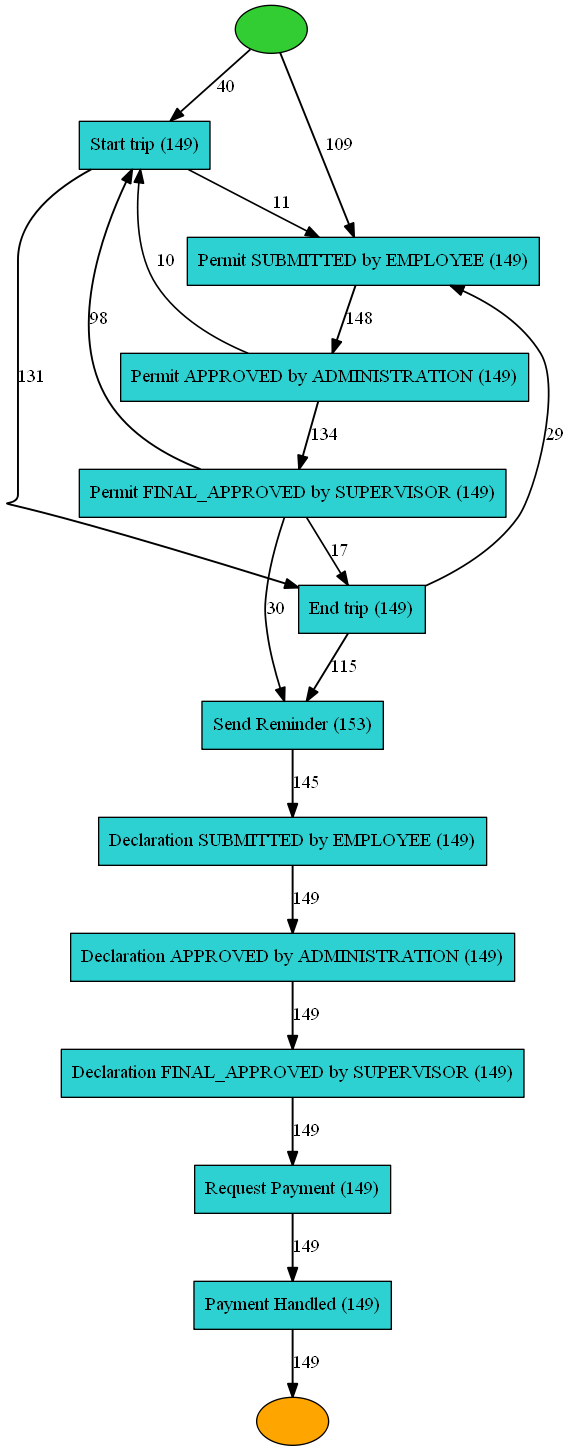 40
109
Start trip (149)
11
Permit SUBMITTED by EMPLOYEE (149)
10
148
98
131
Permit APPROVED by ADMINISTRATION (149)
134
29
Permit FINAL_APPROVED by SUPERVISOR (149)
17
30
End trip (149)
115
Send Reminder (153)
145
Declaration SUBMITTED by EMPLOYEE (149)
149
Declaration APPROVED by ADMINISTRATION (149)
149
Declaration FINAL_APPROVED by SUPERVISOR (149)
149
Request Payment (149)
149
Payment Handled (149)
149